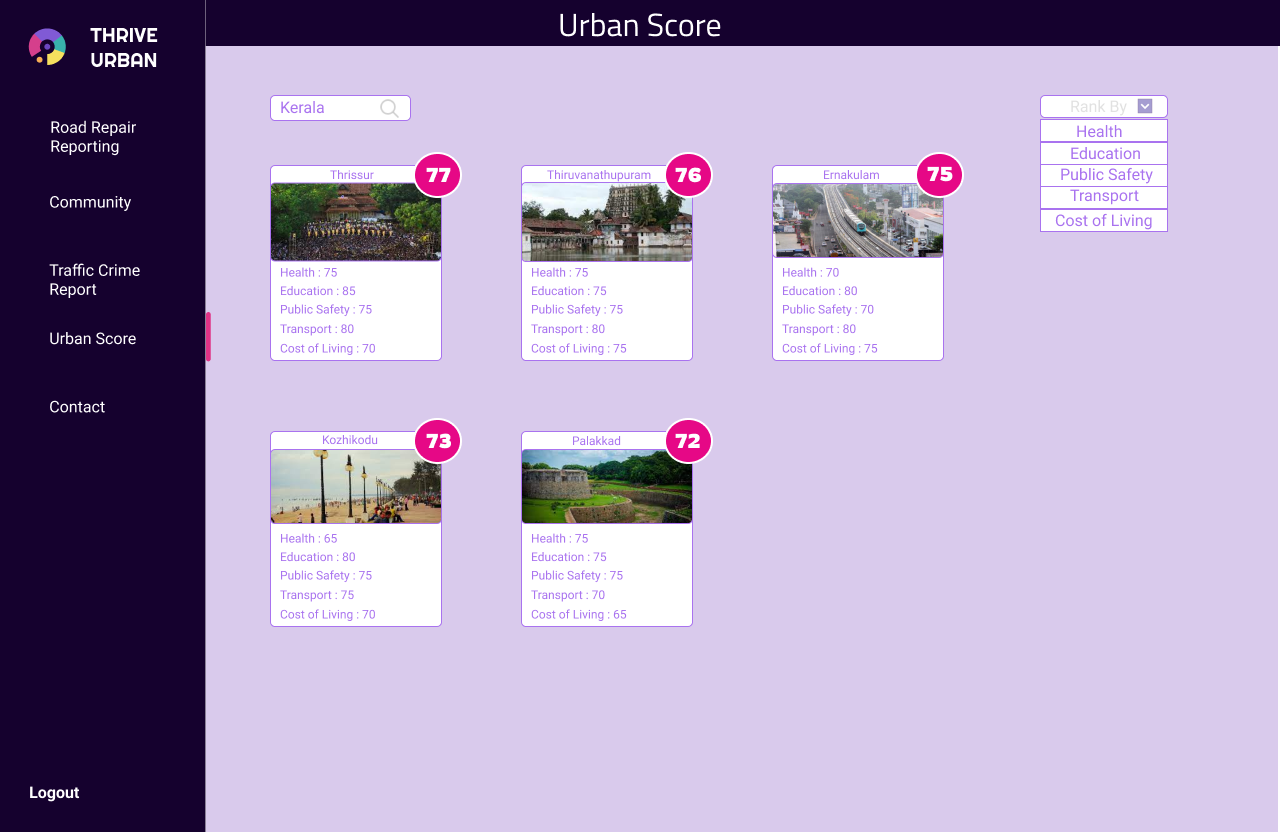 THRIVE
URBAN
Urban Score
Road Repair
Reporting
Community
Traffic Crime
Report
Urban Score
Contact
Logout
Kerala
Rank By
Health
Education
Public Safety
Transport
Cost of Living
Thrissur
77
Health : 75
Education : 85
Public Safety : 75
Transport : 80
Cost of Living : 70
Thiruvanathupuram
76
Health : 75
Education : 75
Public Safety : 75
Transport : 80
Cost of Living : 75
Ernakulam
75
Health : 70
Education : 80
Public Safety : 70
Transport : 80
Cost of Living : 75
Kozhikodu
73
Health : 65
Education : 80
Public Safety : 75
Transport : 75
Cost of Living : 70
Palakkad
72
Health : 75
Education : 75
Public Safety : 75
Transport : 70
Cost of Living : 65